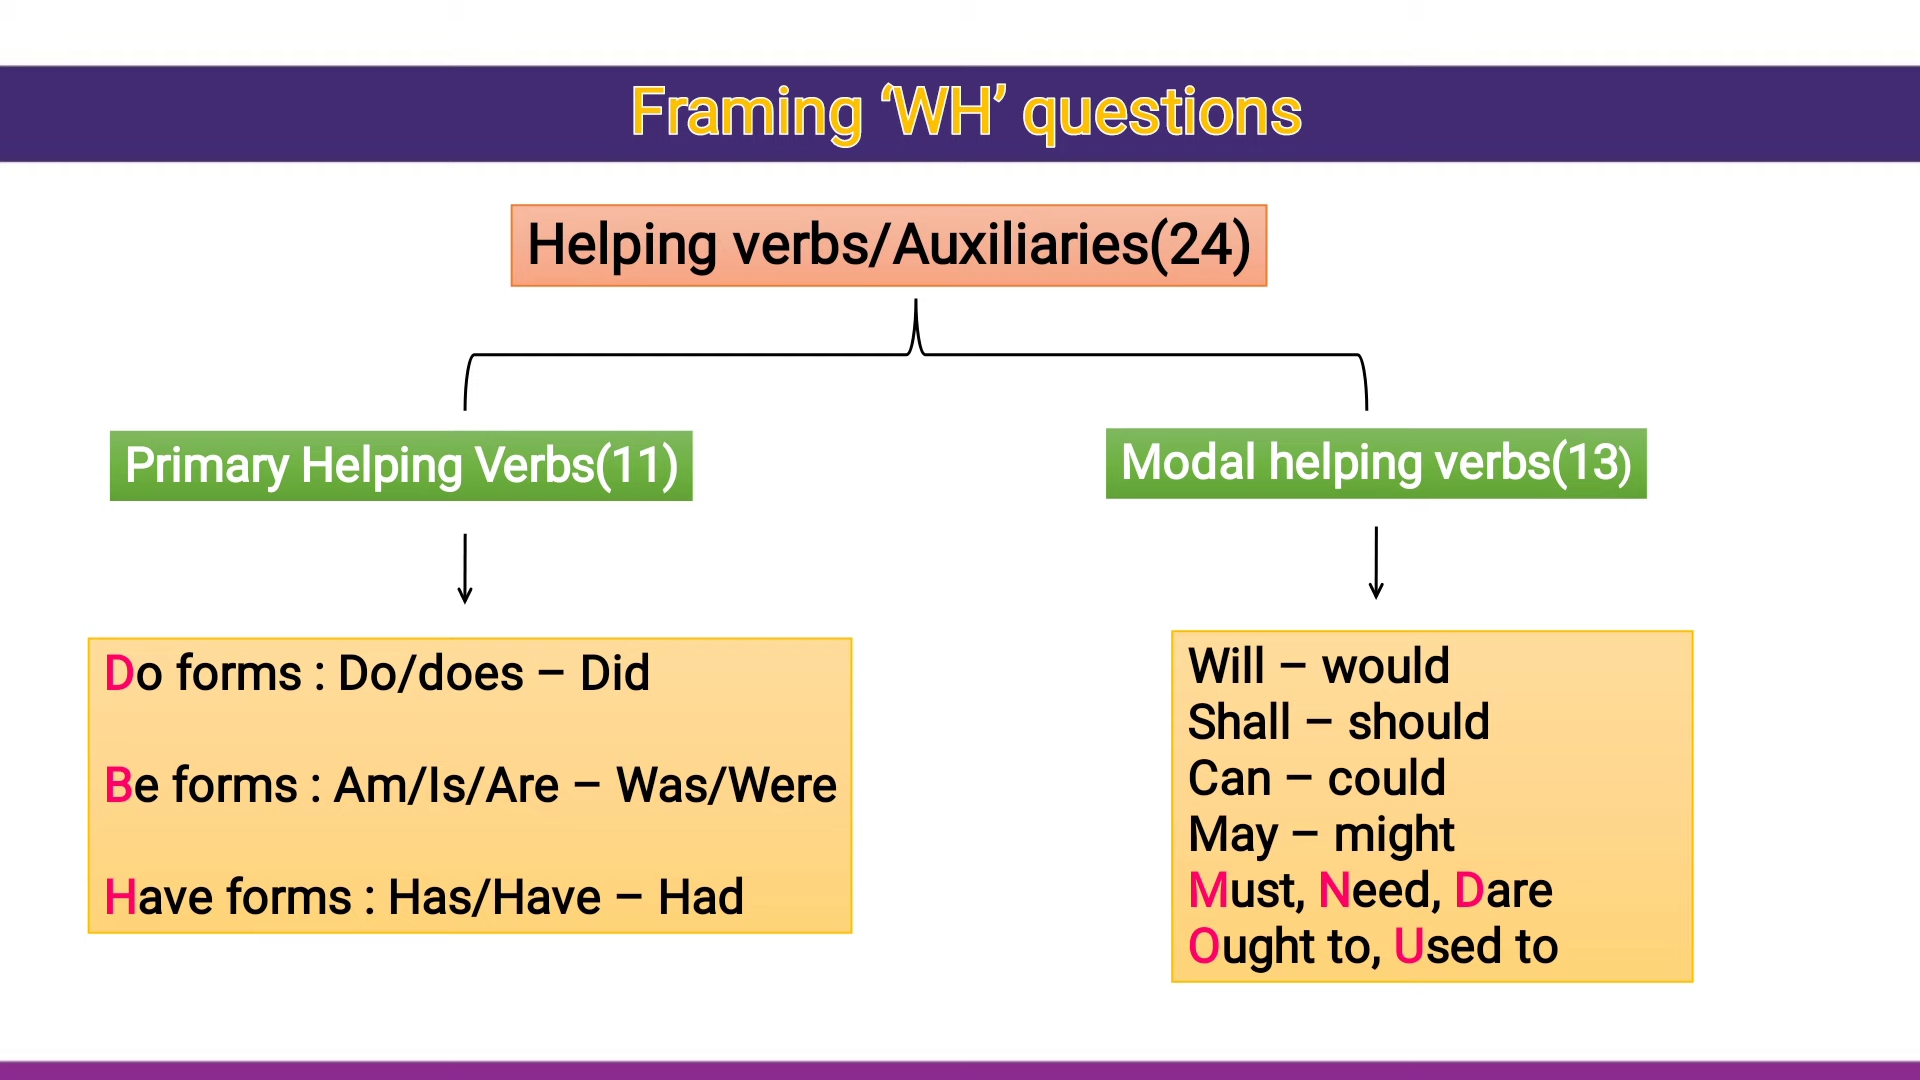 Framing ‘WH’ questions
Helping verbs/Auxiliaries(24)
Primary Helping Verbs(11)
Modal helping verbs(13)
Do forms : Do/does – Did
Be forms : Am/Is/Are – Was/Were
Have forms : Has/Have – Had
Will – would
Shall – should
Can – could
May – might
Must, Need, Dare
Ought to, Used to